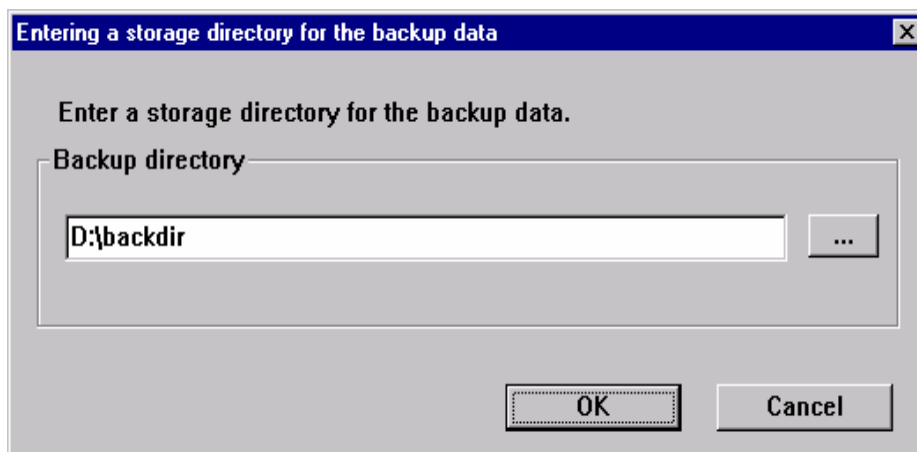 Entering a storage directory for the backup data
Enter a storage directory for the backup data.
Backup directory
D:\backdir
...
OK
Cancel